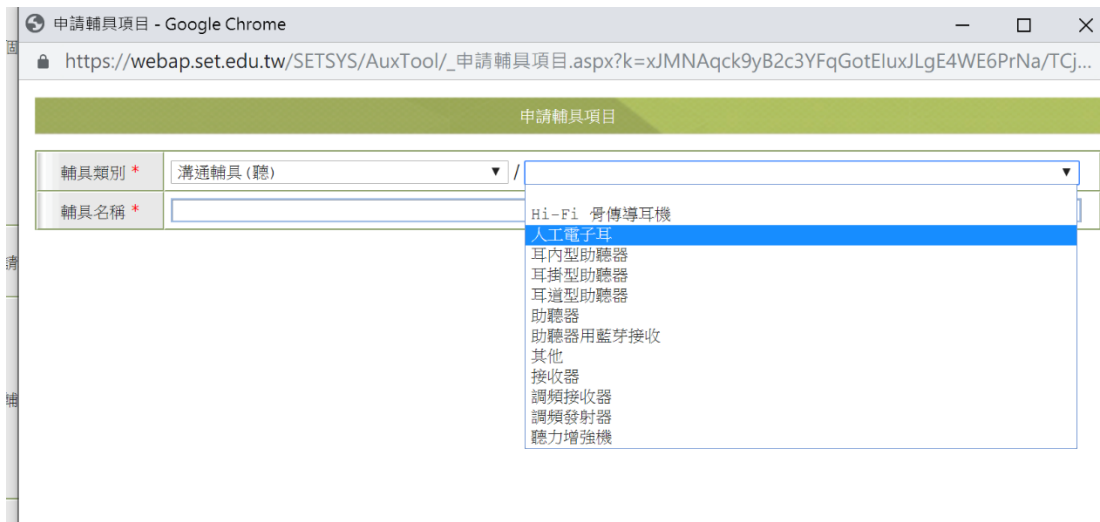 申請輔具項目 - Google Chrome
https://webap.set.edu.tw/SETSYS/AuxTool/_申請輔具項目.aspx?k=xJMNAqck9yB2c3YFqGotEIuxJLgE4WE6PrNa/TCj...
申請輔具項目
輔具類別 * 溝通輔具(聽) /
輔具名稱 *
Hi-Fi 骨傳導耳機
人工電子耳
耳內型助聽器
耳掛型助聽器
耳道型助聽器
助聽器
助聽器用藍芽接收
其他
接收器
調頻接收器
調頻發射器
聽力增強機